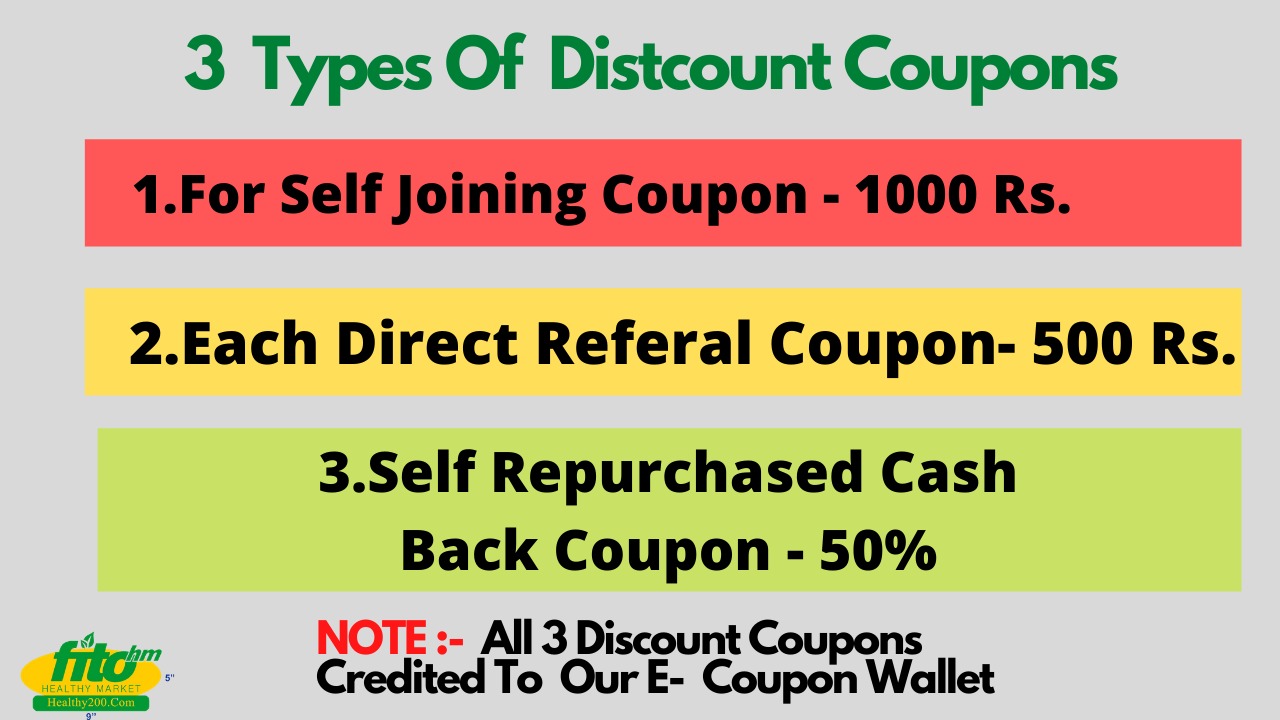 3 Types Of Distcount Coupons
1.For Self Joining Coupon - 1000 Rs.
2.Each Direct Referal Coupon- 500 Rs.
3.Self Repurchased Cash
Back Coupon - 50%
NOTE :- All 3 Discount Coupons
Credited To Our E- Coupon Wallet
fito hm
HEALTHY MARKET
Healthy200.Com
5"
9"